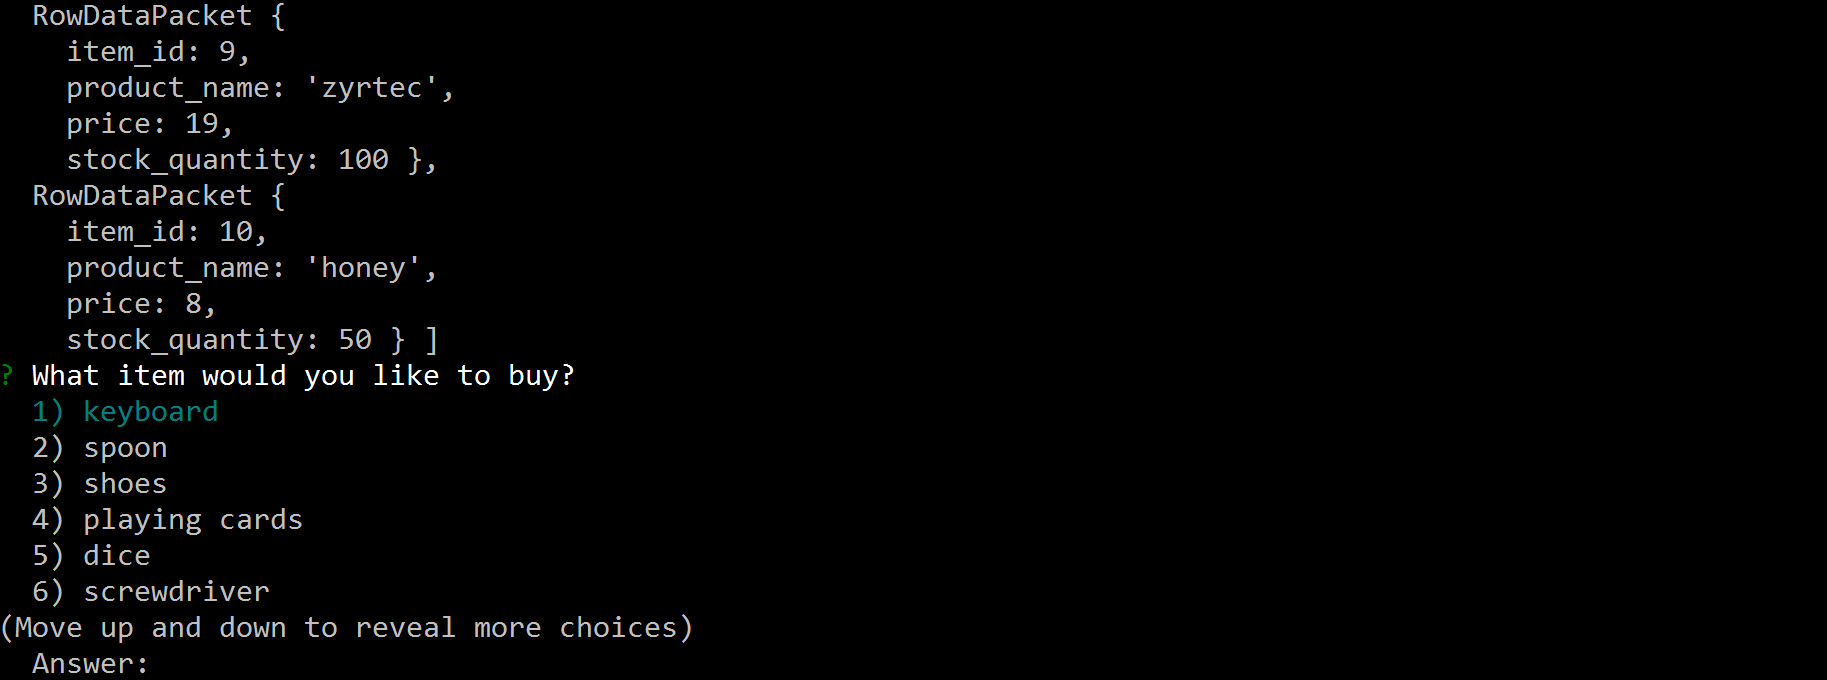 RowDataPacket {
item_id: 9,
product_name: 'zyrtec',
price: 19,
stock_quantity: 100 },
RowDataPacket {
item_id: 10,
product_name: 'honey',
price: 8,
stock_quantity: 50 } ]
? What item would you like to buy?
1) keyboard
2) spoon
3) shoes
4) playing cards
5) dice
6) screwdriver
(Move up and down to reveal more choices)
Answer: